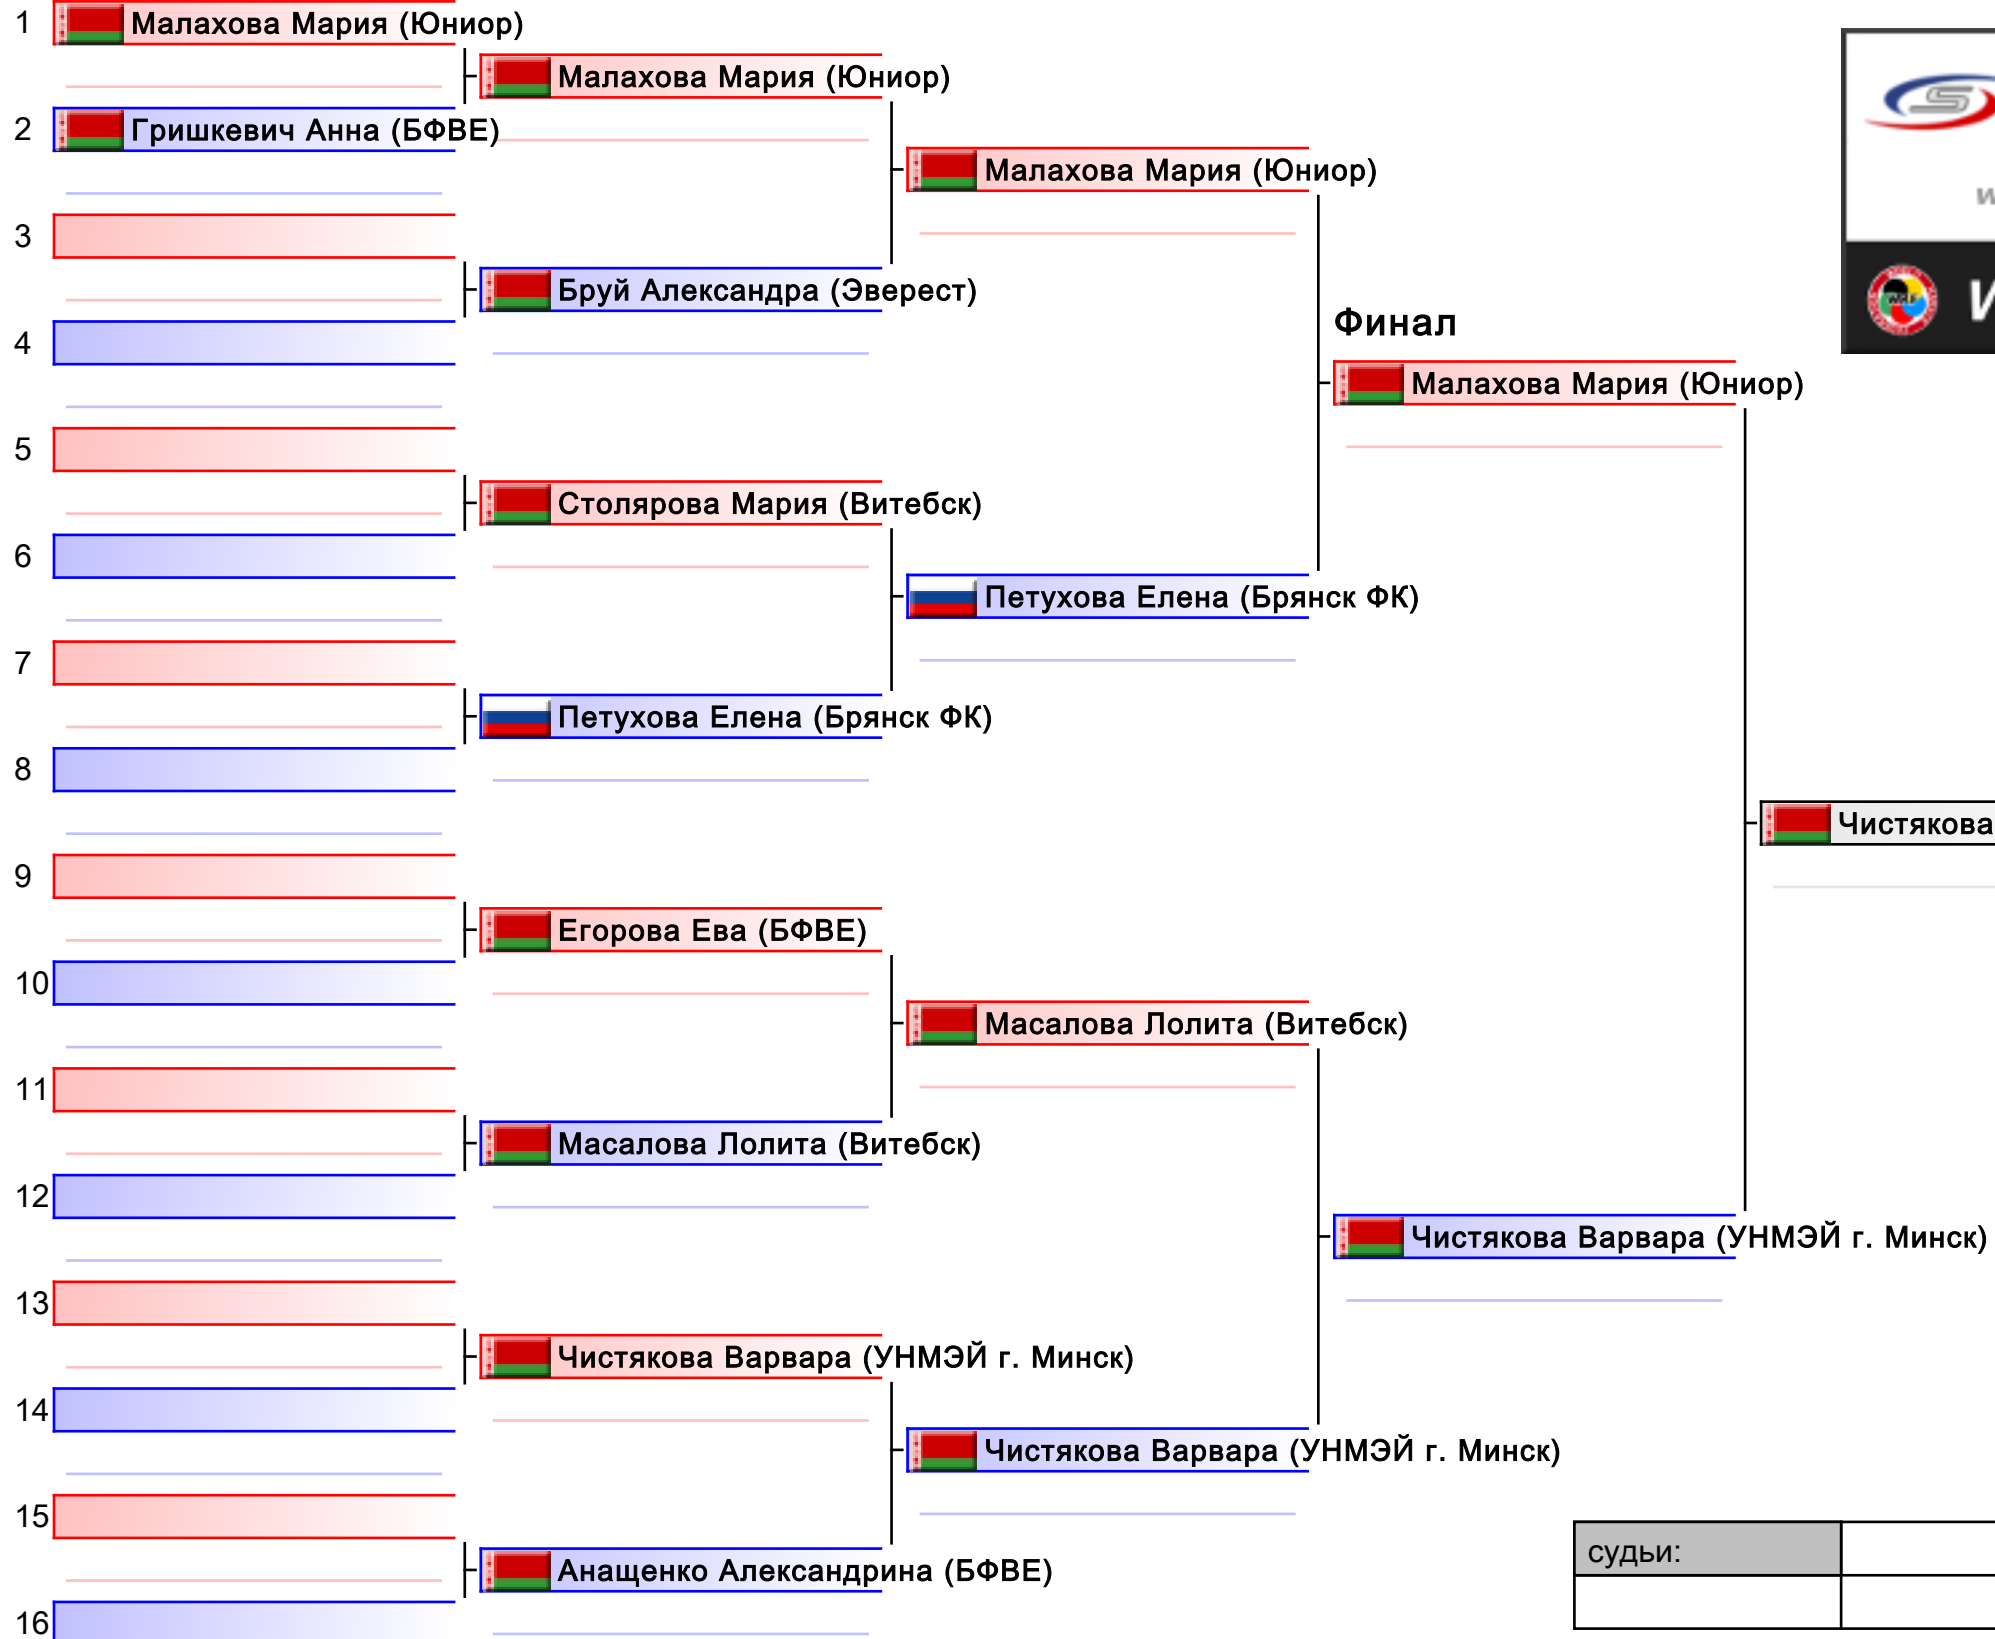 1 Малахова Мария (Юниор)
Малахова Мария (Юниор)
2 Гришкевич Анна (БФВЕ)
Малахова Мария (Юниор)
3
Бруй Александра (Эверест)
Финал
4
Малахова Мария (Юниор)
5
Столярова Мария (Витебск)
6
Петухова Елена (Брянск ФК)
7
Петухова Елена (Брянск ФК)
8
Чистякова
9
Егорова Ева (БФВЕ)
10
Масалова Лолита (Витебск)
11
Масалова Лолита (Витебск)
12
Чистякова Варвара (УНМЭЙ г. Минск)
13
Чистякова Варвара (УНМЭЙ г. Минск)
14
Чистякова Варвара (УНМЭЙ г. Минск)
15
судьи:
Анащенко Александрина (БФВЕ)
16